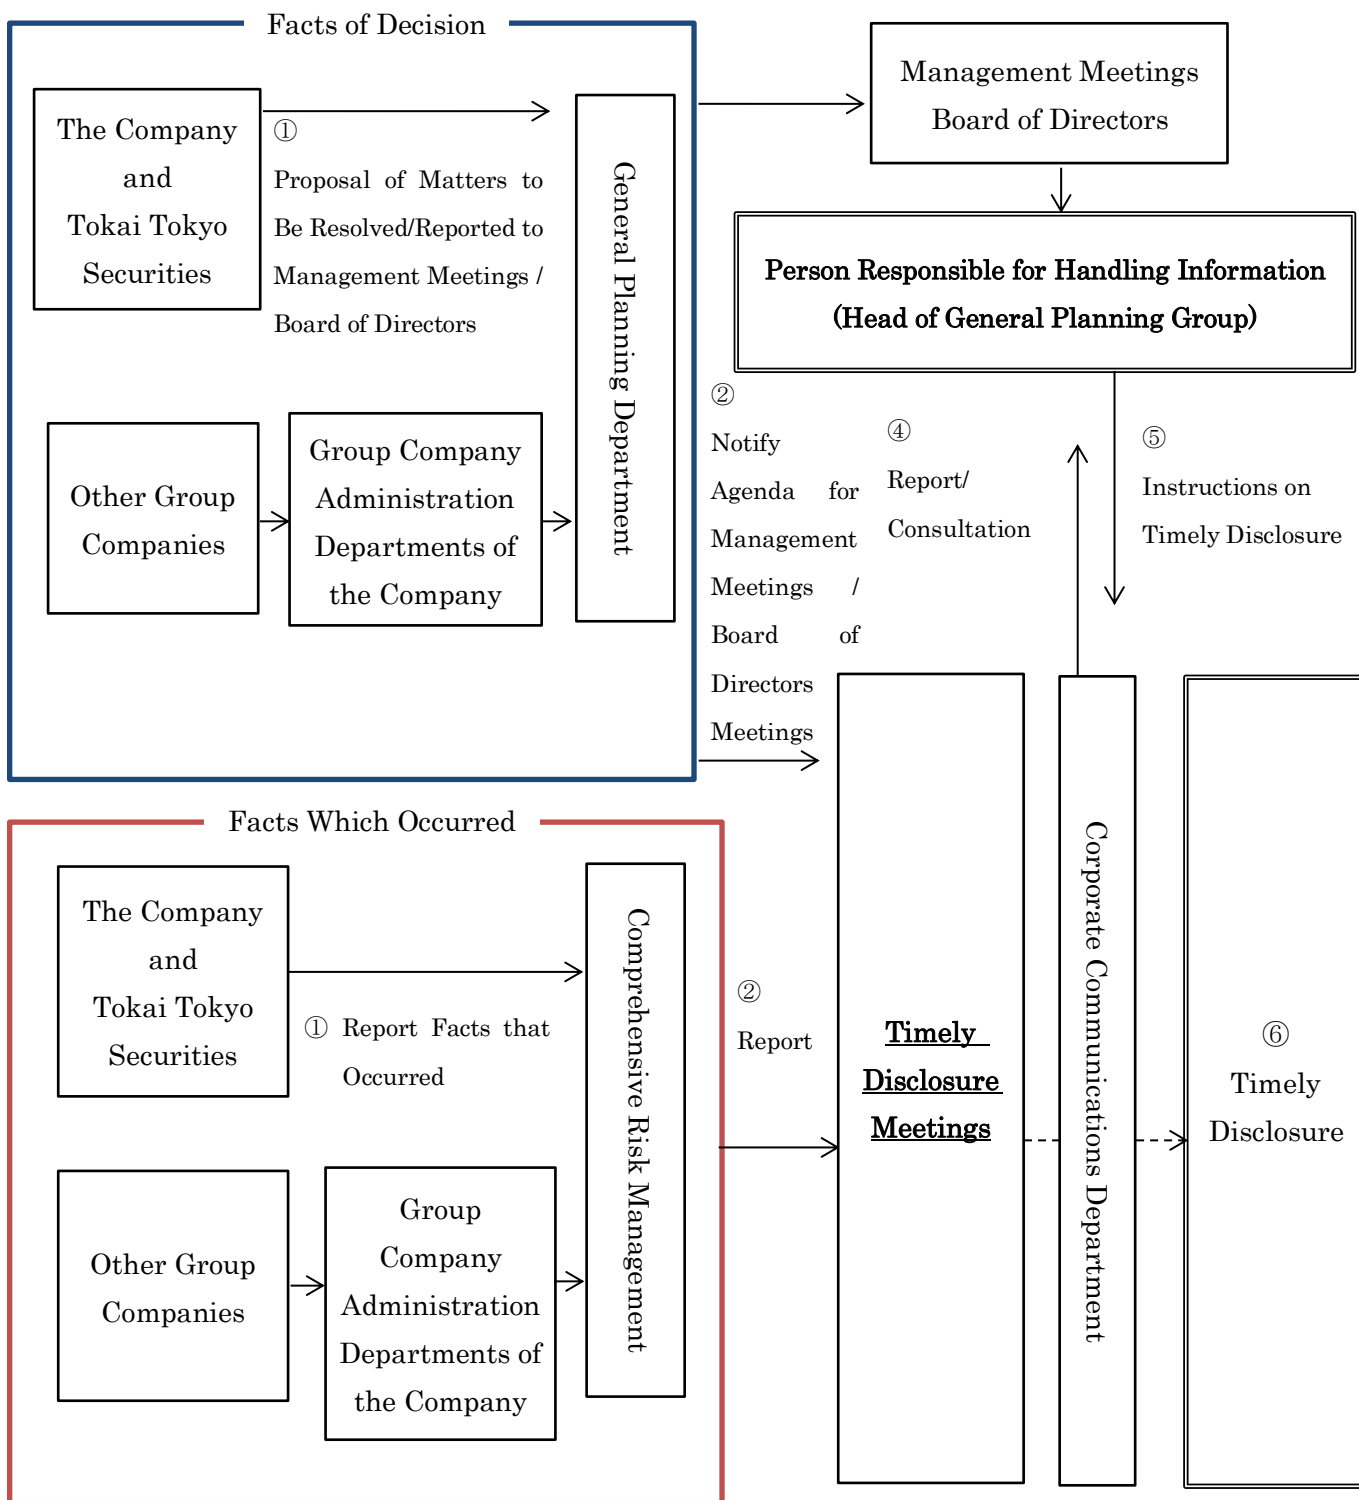 Facts of Decision
The Company
and
Tokai Tokyo
Securities
①
Proposal of Matters to
Be Resolved/Reported to
Management Meetings /
Board of Directors
General Planning Department
Other Group
Companies
Group Company
Administration
Departments of
the Company
Management Meetings
Board of Directors
Person Responsible for Handling Information
(Head of General Planning Group)
②
Notify
Agenda for
Management
Meetings /
Board of
Directors
Meetings
④
Report/
Consultation
⑤
Instructions on
Timely Disclosure
Facts Which Occurred
The Company
and
Tokai Tokyo
Securities
① Report Facts that
Occurred
Comprehensive Risk Management
Other Group
Companies
Group
Company
Administration
Departments of
the Company
②
Report
Timely
Disclosure
Meetings
Corporate Communications Department
⑥
Timely
Disclosure